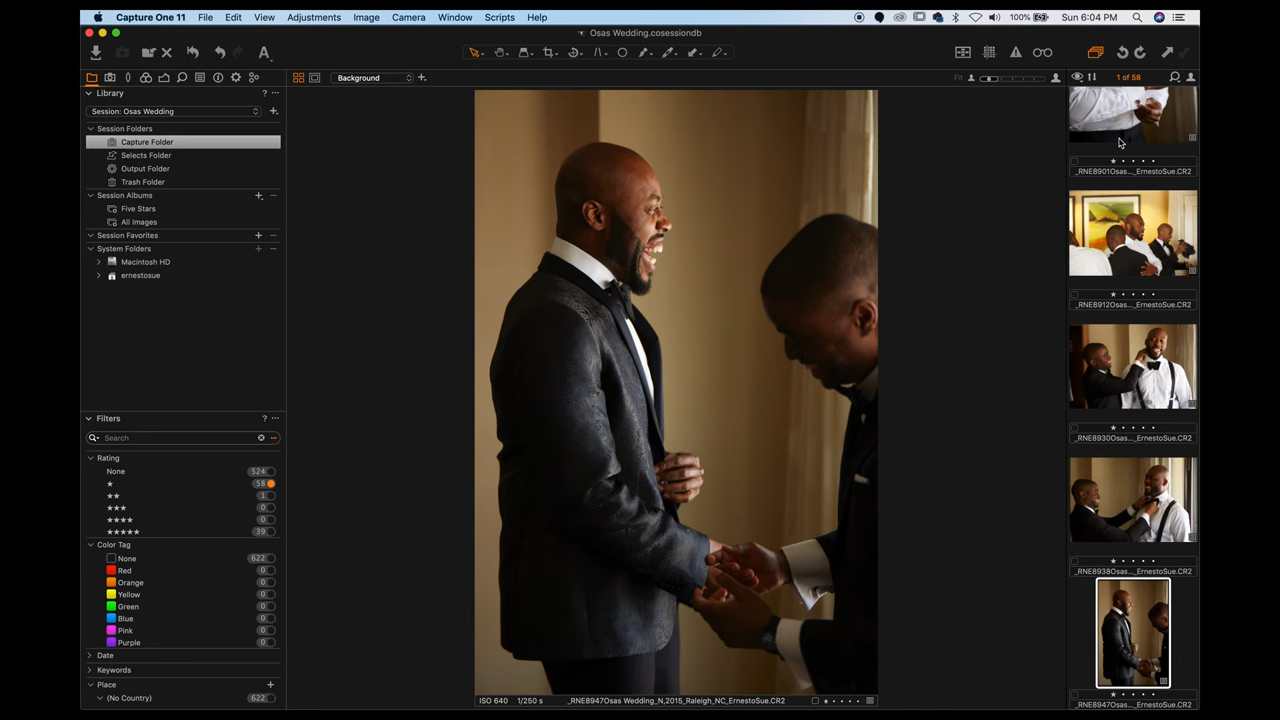 Capture One 11 File Edit View Adjustments Image Camera Window Scripts Help 100% Sun 6:04 PM
Osas Wedding.cosessiondb
Background Fit 1 of 58
Library ?
Session: Osas Wedding
Session Folders
Capture Folder
Selects Folder
Output Folder
Trash Folder
Session Albums
Five Stars
All Images
Session Favorites
System Folders
Macintosh HD
ernestosue
Filters ?
Search
Rating
None 524
★ 58
★★ 1
★★★ 0
★★★★ 0
★★★★★ 39
Color Tag
None 622
Red 0
Orange 0
Yellow 0
Green 0
Blue 0
Pink 0
Purple 0
Date
Keywords
Place
(No Country) 622
ISO 640 1/250 s _RNE8947Osas Wedding_N,2015_Raleigh_NC_ErnestoSue.CR2
_RNE8901Osas..._ErnestoSue.CR2
_RNE8912Osas..._ErnestoSue.CR2
_RNE8930Osas..._ErnestoSue.CR2
_RNE8938Osas..._ErnestoSue.CR2
_RNE8947Osas..._ErnestoSue.CR2